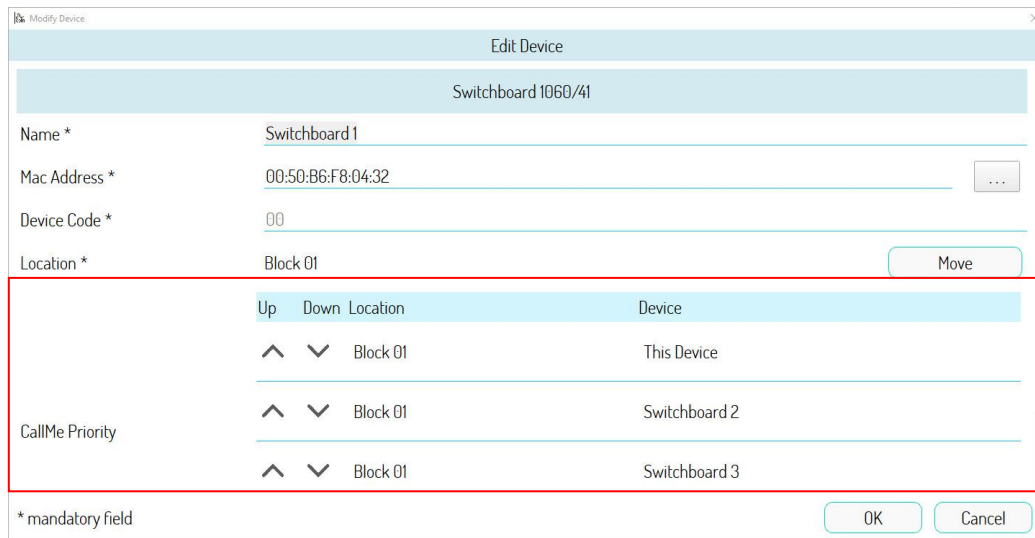 Modify Device
Edit Device
Switchboard 1060/41
Name * Switchboard 1
Mac Address * 00:50:B6:F8:04:32 ...
Device Code * 00
Location * Block 01 Move
Up Down Location Device
Block 01 This Device
Block 01 Switchboard 2
CallMe Priority
Block 01 Switchboard 3
* mandatory field OK Cancel